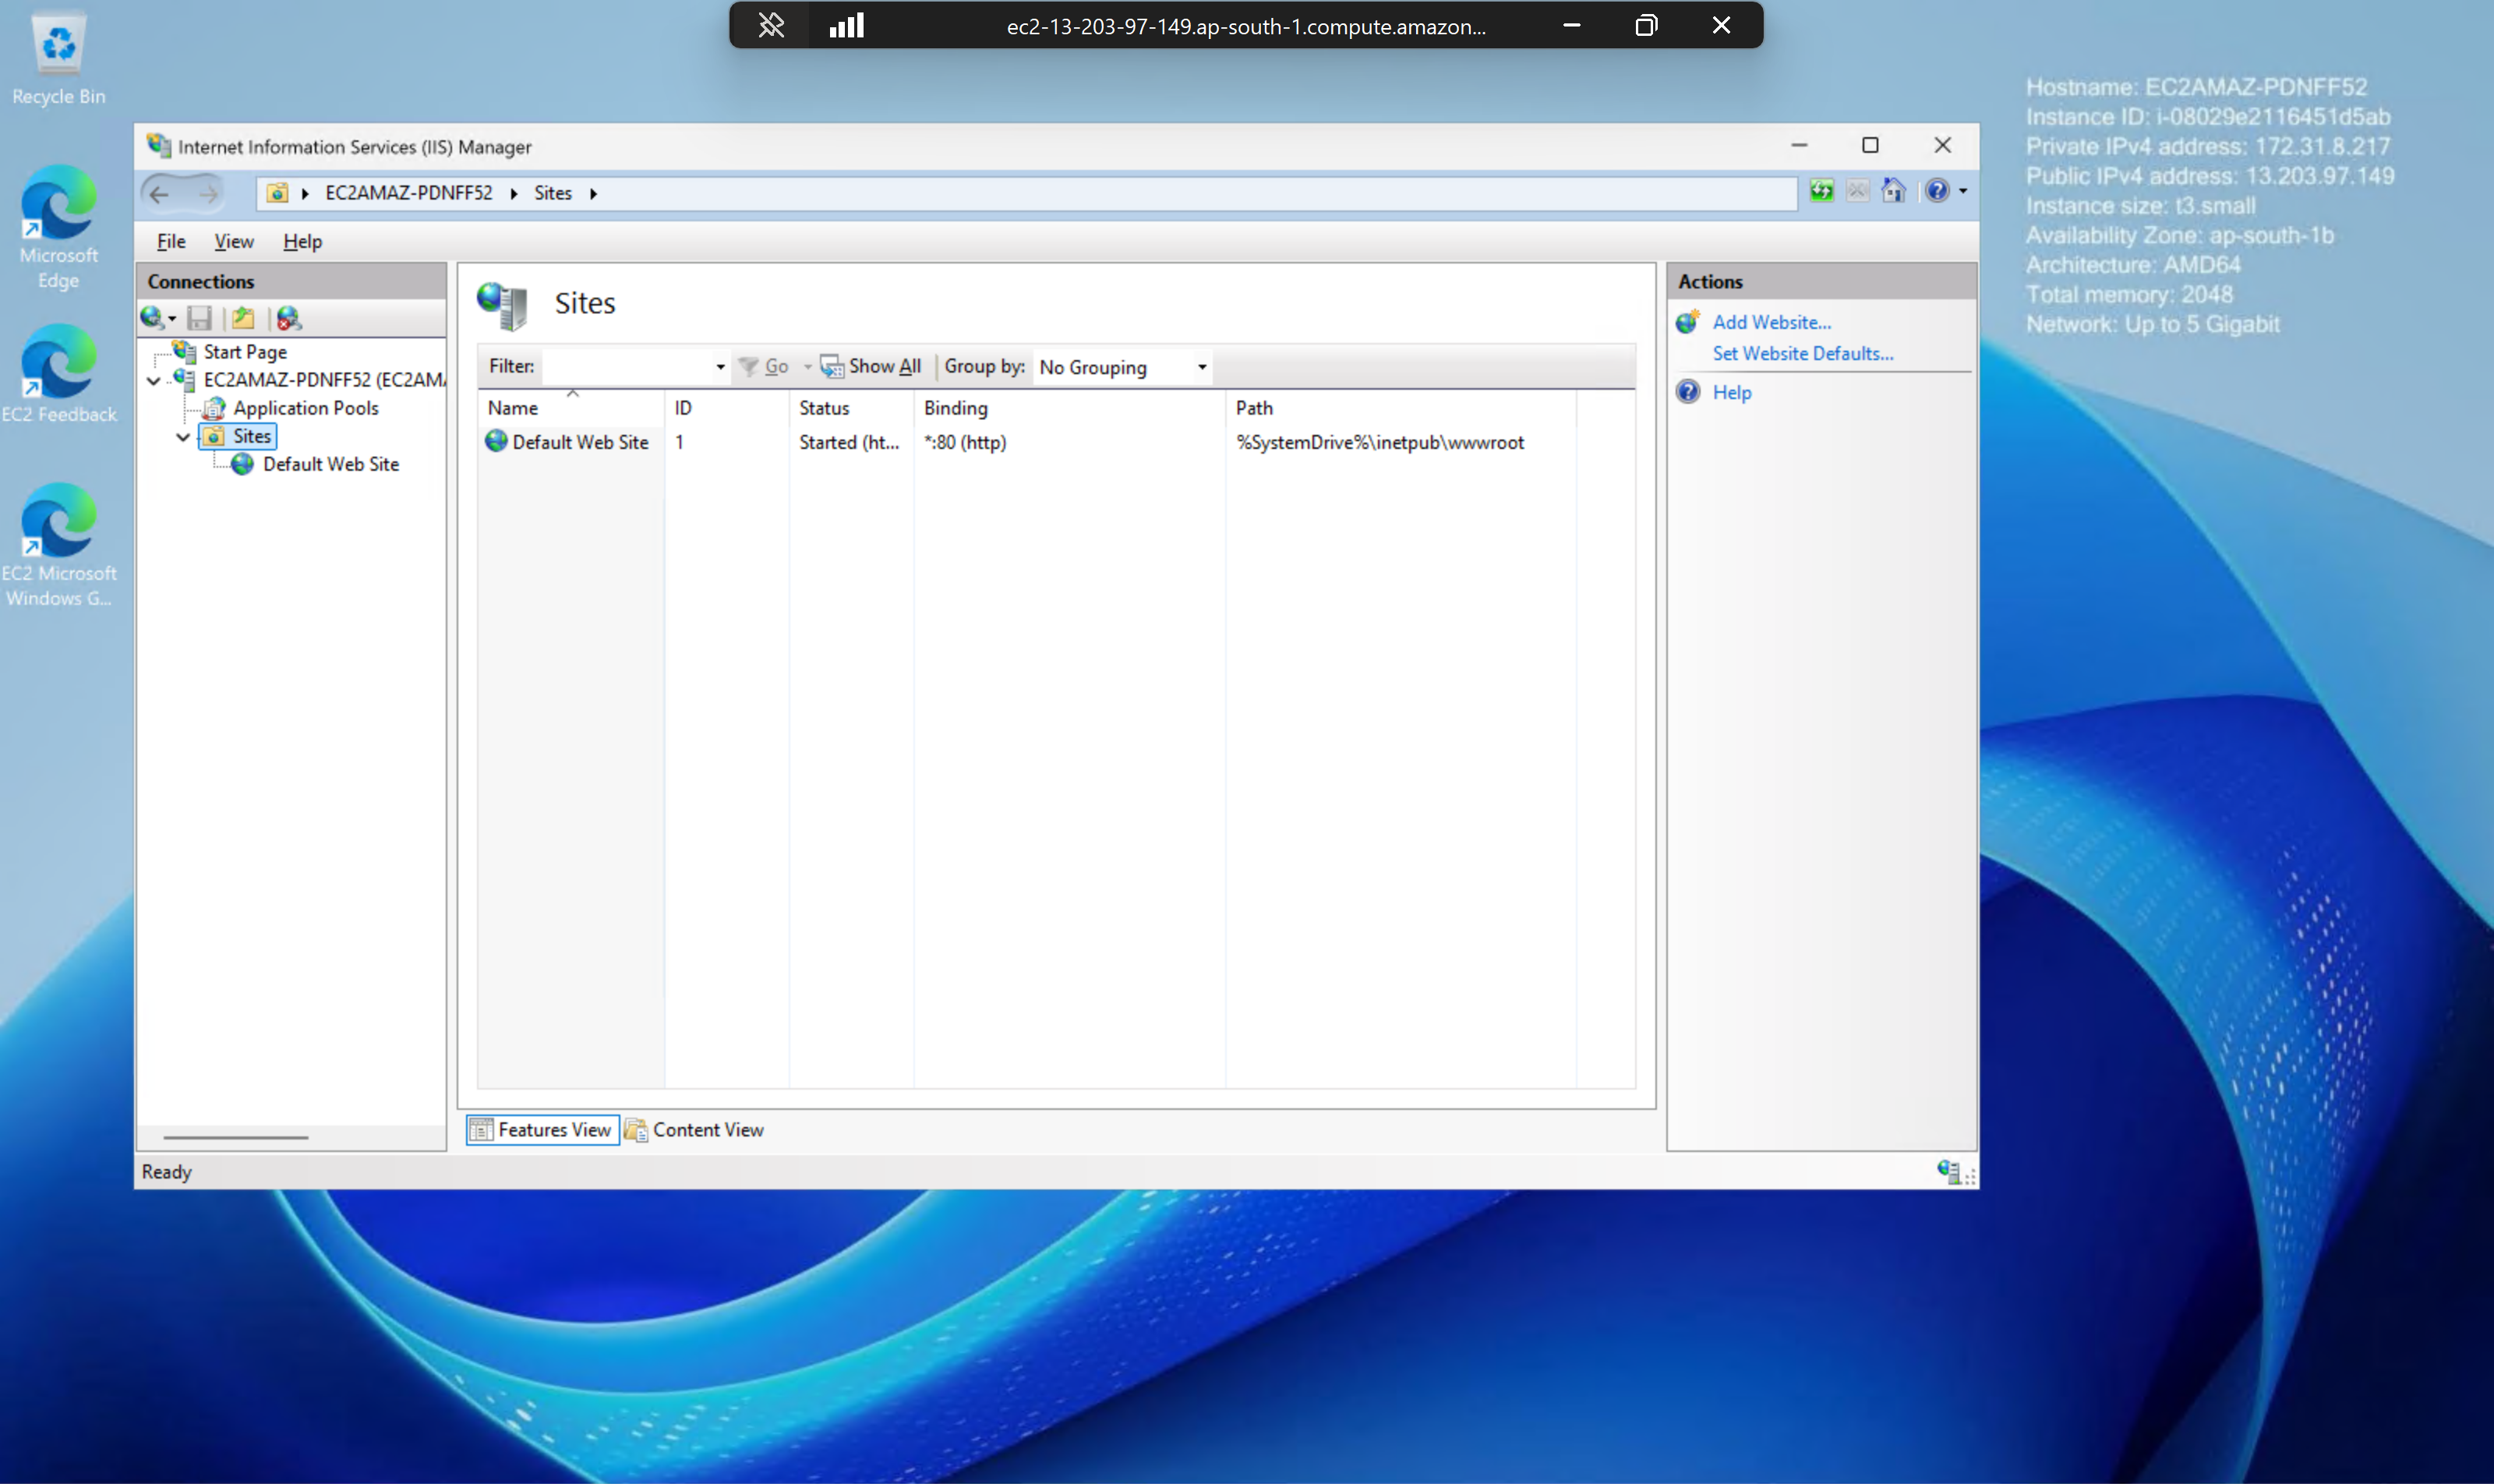 ec2-13-203-97-149.ap-south-1.compute.amazon...
Recycle Bin
Microsoft
Edge
EC2 Feedback
EC2 Microsoft
Windows G...
Hostname: EC2AMAZ-PDNFF52
Instance ID: i-08029e2116451d5ab
Private IPv4 address: 172.31.8.217
Public IPv4 address: 13.203.97.149
Instance size: t3.small
Availability Zone: ap-south-1b
Architecture: AMD64
Total memory: 2048
Network: Up to 5 Gigabit
Internet Information Services (IIS) Manager
EC2AMAZ-PDNFF52 Sites
File View Help
Connections
Start Page
EC2AMAZ-PDNFF52 (EC2AM
Application Pools
Sites
Default Web Site
Sites
Filter: Go Show All Group by: No Grouping
Name ID Status Binding Path
Default Web Site 1 Started (ht... *:80 (http) %SystemDrive%\inetpub\wwwroot
Features View Content View
Actions
Add Website...
Set Website Defaults...
Help
Ready